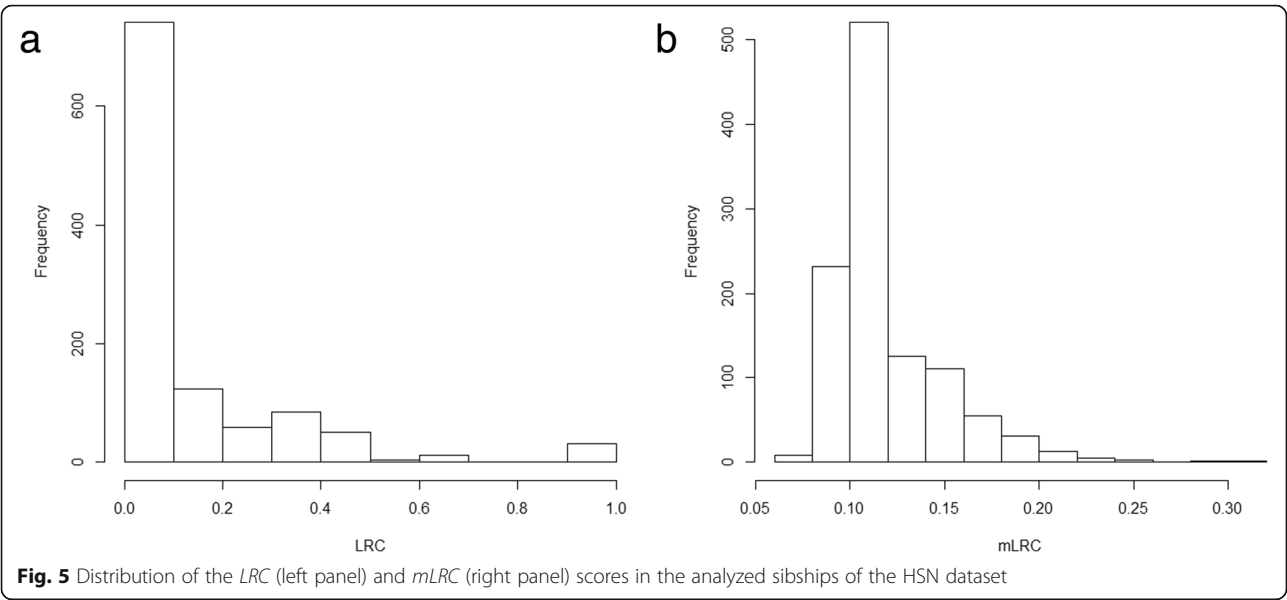 a
600
400
200
0
Frequency
0.0 0.2 0.4 0.6 0.8 1.0
LRC
b
500
400
300
200
100
0
Frequency
0.05 0.10 0.15 0.20 0.25 0.30
mLRC
Fig. 5 Distribution of the LRC (left panel) and mLRC (right panel) scores in the analyzed sibships of the HSN dataset